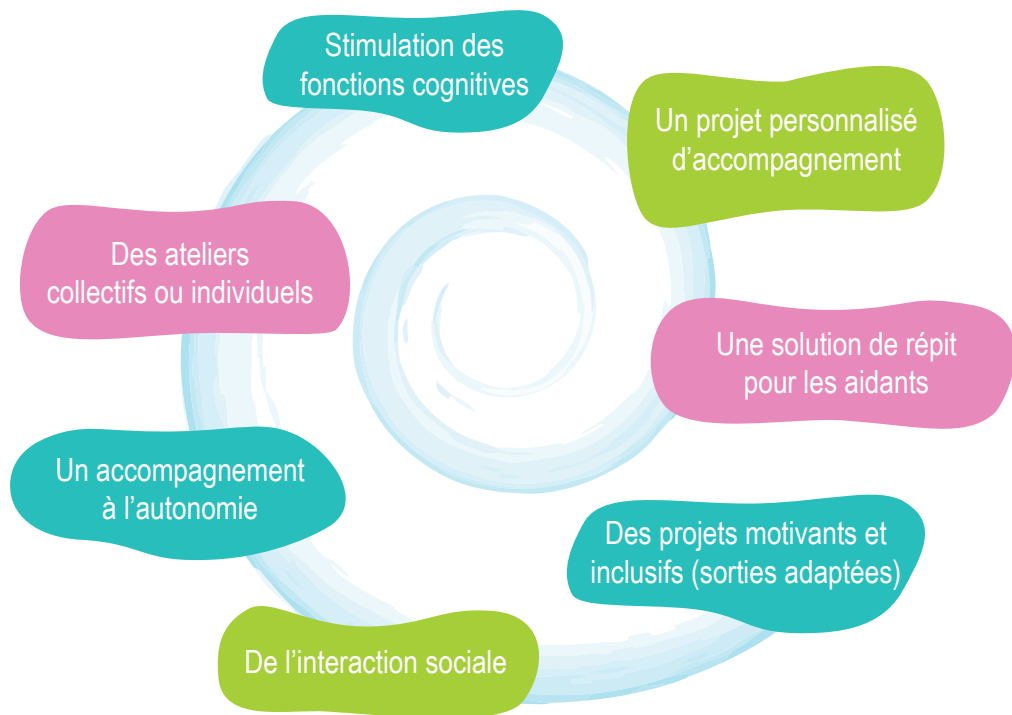 Stimulation des
fonctions cognitives
Un projet personnalisé
d’accompagnement
Des ateliers
collectifs ou individuels
Une solution de répit
pour les aidants
Un accompagnement
à l’autonomie
Des projets motivants et
inclusifs (sorties adaptées)
De l’interaction sociale